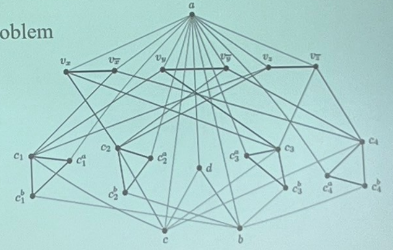 oblem
a
v_x v_x̄ v_y v_ȳ v_z v_z̄
c_1 c_1^a c_2 c_2^a d c_3^a c_3 c_4
c_1^b c_2^b c_3^b c_4^a c_4^b
c b